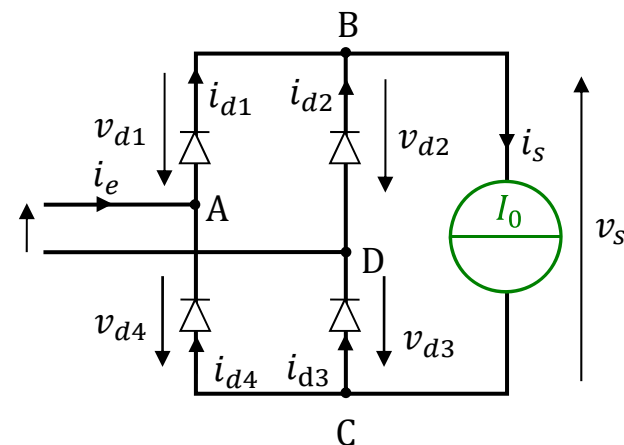 B
i_{d1}
i_{d2}
v_{d1}
v_{d2}
i_s
i_e
A
I_0
v_s
D
v_{d4}
v_{d3}
i_{d4}
i_{d3}
C